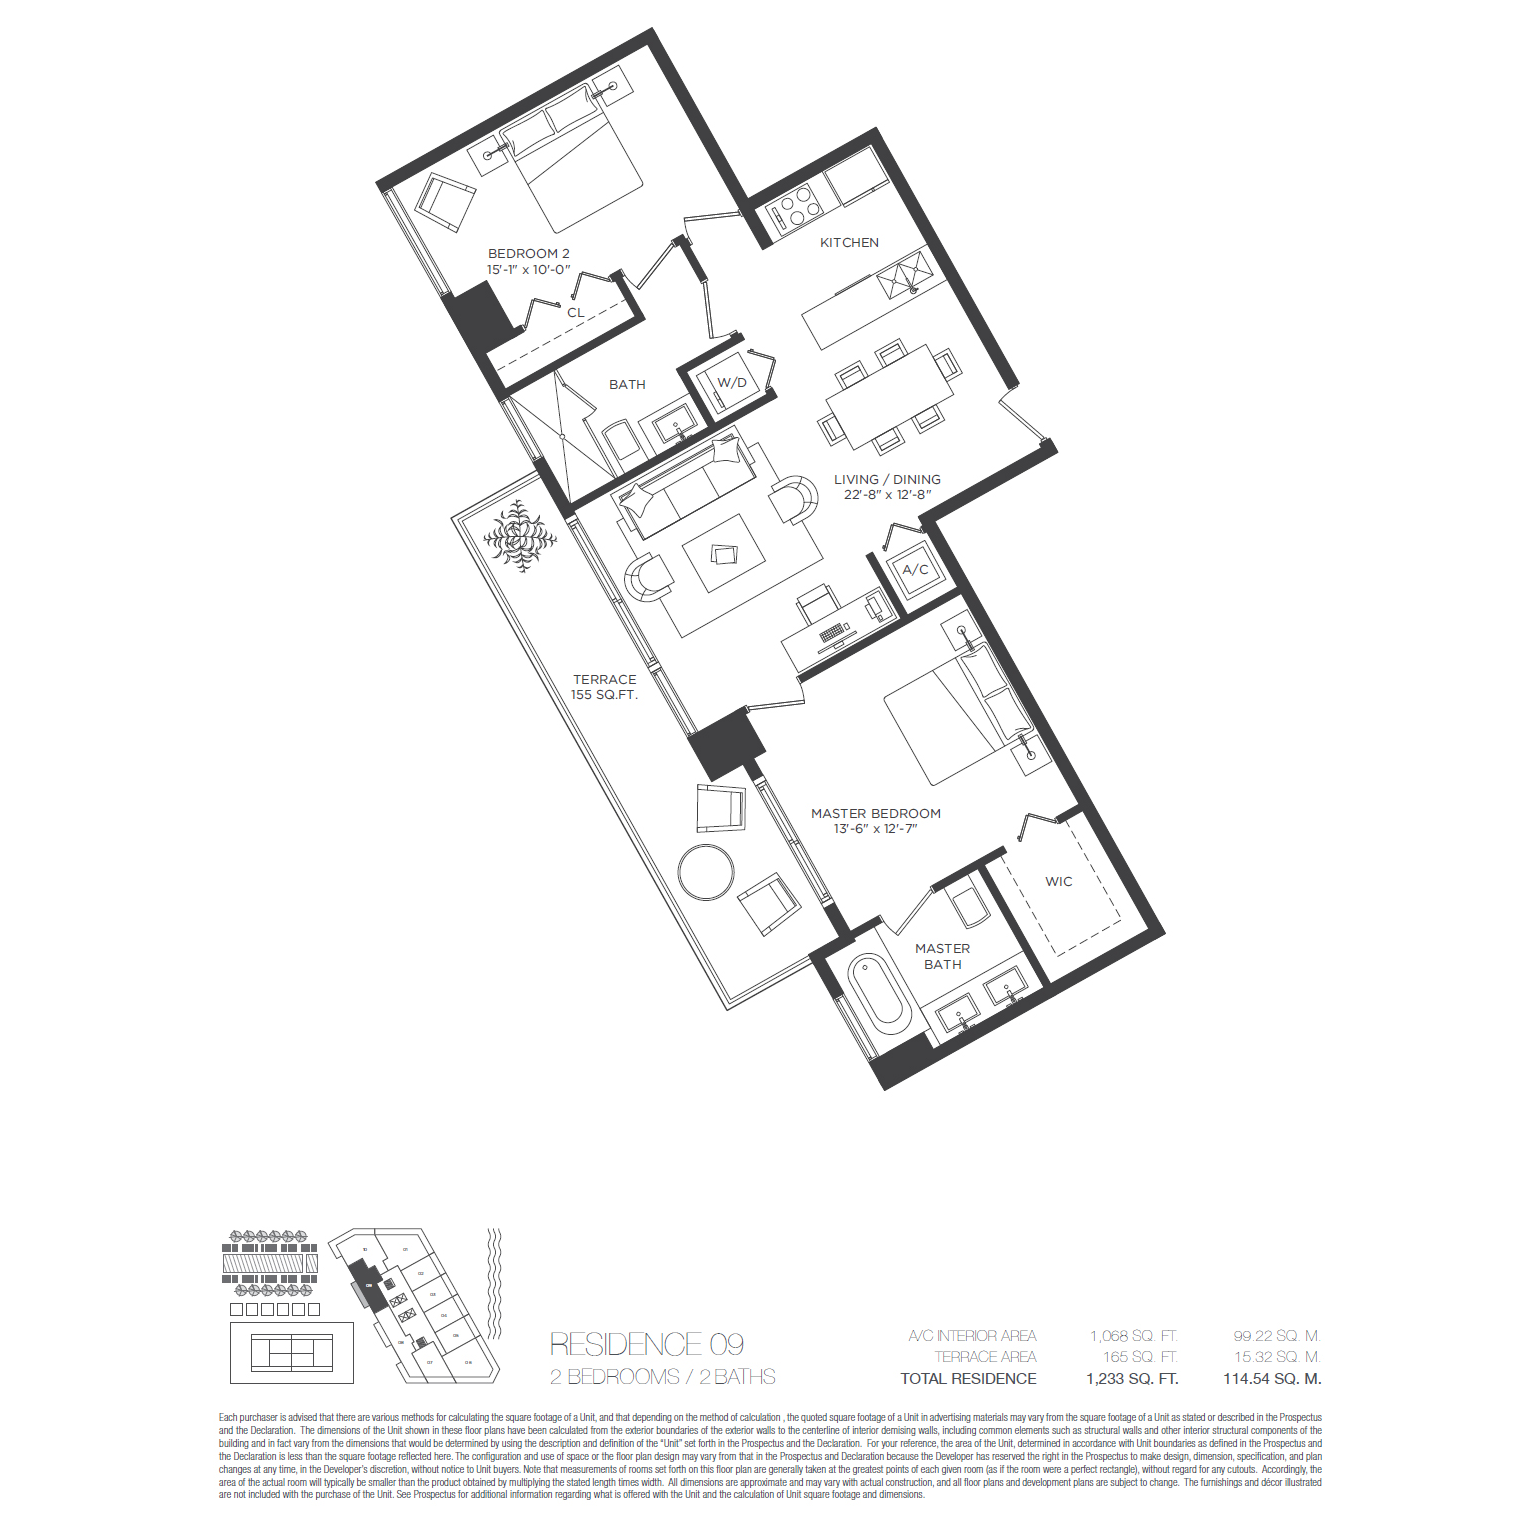 BEDROOM 2
15'-1" x 10'-0"
CL
KITCHEN
BATH
W/D
LIVING / DINING
22'-8" x 12'-8"
A/C
TERRACE
155 SQ.FT.
MASTER BEDROOM
13'-6" x 12'-7"
WIC
MASTER
BATH
10
01
02
03
04
05
06
07
08
RESIDENCE 09
2 BEDROOMS / 2 BATHS
A/C INTERIOR AREA 1,068 SQ. FT. 99.22 SQ. M.
TERRACE AREA 165 SQ. FT. 15.32 SQ. M.
TOTAL RESIDENCE 1,233 SQ. FT. 114.54 SQ. M.
Each purchaser is advised that there are various methods for calculating the square footage of a Unit, and that depending on the method of calculation , the quoted square footage of a Unit in advertising materials may vary from the square footage of a Unit as stated or described in the Prospectus
and the Declaration. The dimensions of the Unit shown in these floor plans have been calculated from the exterior boundaries of the exterior walls to the centerline of interior demising walls, including common elements such as structural walls and other interior structural components of the
building and in fact vary from the dimensions that would be determined by using the description and definition of the “Unit” set forth in the Prospectus and the Declaration. For your reference, the area of the Unit, determined in accordance with Unit boundaries as defined in the Prospectus and
the Declaration is less than the square footage reflected here. The configuration and use of space or the floor plan design may vary from that in the Prospectus and Declaration because the Developer has reserved the right in the Prospectus to make design, dimension, specification, and plan
changes at any time, in the Developer’s discretion, without notice to Unit buyers. Note that measurements of rooms set forth on this floor plan are generally taken at the greatest points of each given room (as if the room were a perfect rectangle), without regard for any cutouts. Accordingly, the
area of the actual room will typically be smaller than the product obtained by multiplying the stated length times width. All dimensions are approximate and may vary with actual construction, and all floor plans and development plans are subject to change. The furnishings and décor illustrated
are not included with the purchase of the Unit. See Prospectus for additional information regarding what is offered with the Unit and the calculation of Unit square footage and dimensions.